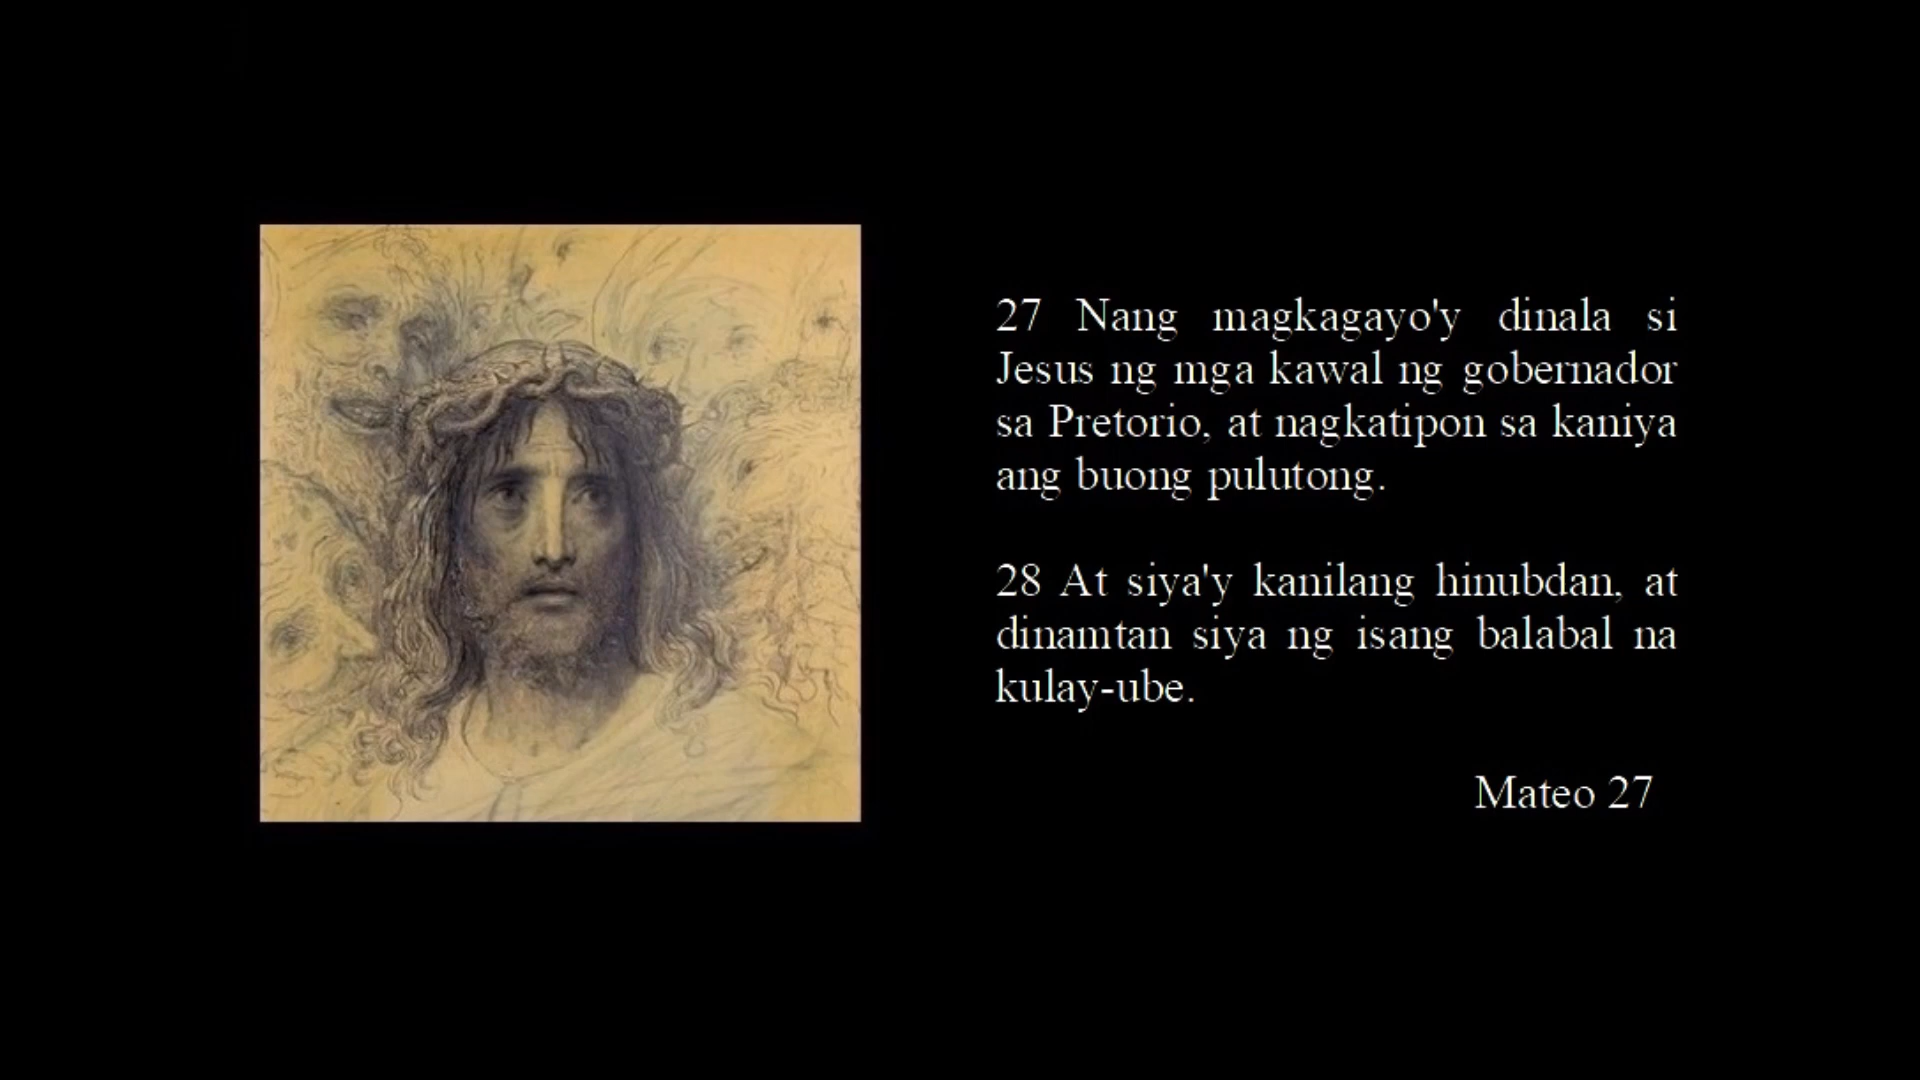 27 Nang magkagayo'y dinala si
Jesus ng mga kawal ng gobernador
sa Pretorio, at nagkatipon sa kaniya
ang buong pulutong.
28 At siya'y kanilang hinubdan, at
dinamtan siya ng isang balabal na
kulay-ube.
Mateo 27